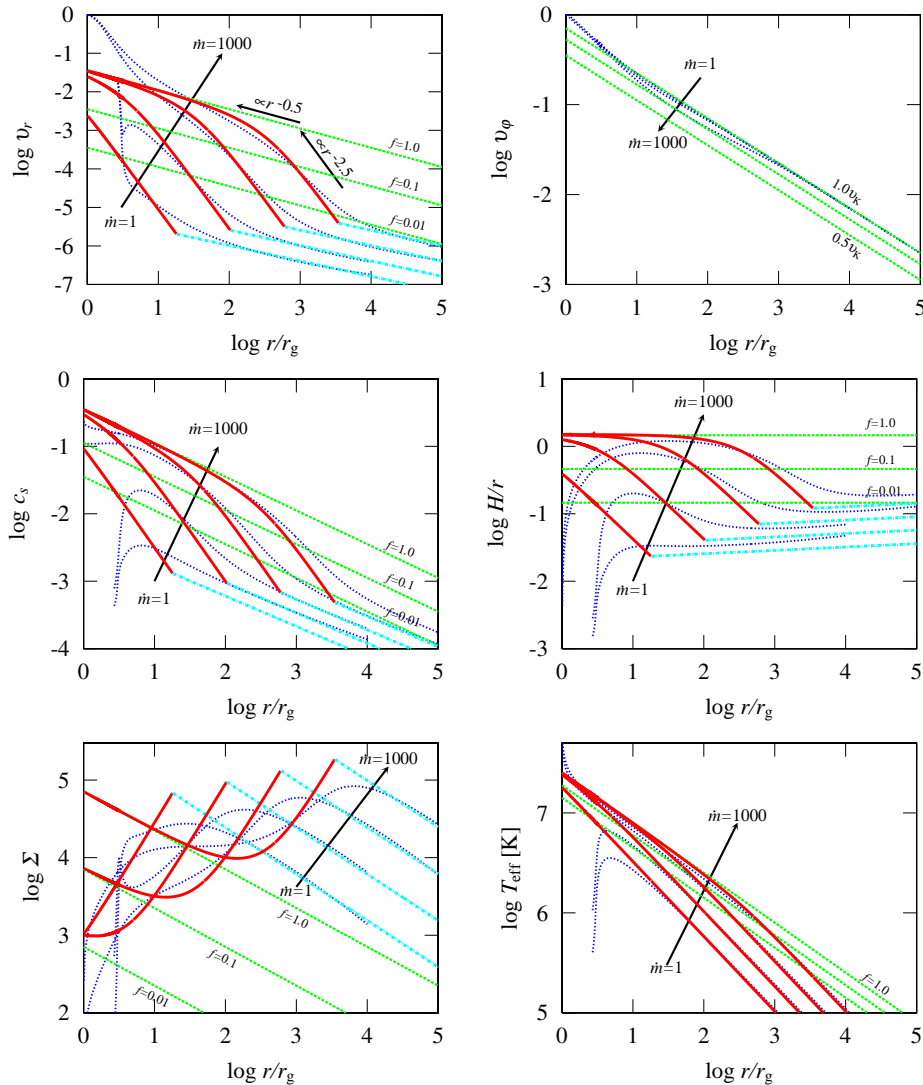 0
-1
-2
-3
-4
-5
-6
-7
0 1 2 3 4 5
log υr
log r/rg
ṁ=1000
ṁ=1
∝r -0.5
∝r -2.5
f=1.0
f=0.1
f=0.01
0
-1
-2
-3
0 1 2 3 4 5
log υφ
log r/rg
ṁ=1
ṁ=1000
1.0υK
0.5υK
0
-1
-2
-3
-4
0 1 2 3 4 5
log cs
log r/rg
ṁ=1000
ṁ=1
f=1.0
f=0.1
f=0.01
1
0
-1
-2
-3
0 1 2 3 4 5
log H/r
log r/rg
ṁ=1000
ṁ=1
f=1.0
f=0.1
f=0.01
5
4
3
2
0 1 2 3 4 5
log Σ
log r/rg
ṁ=1000
ṁ=1
f=1.0
f=0.1
f=0.01
7
6
5
0 1 2 3 4 5
log Teff [K]
log r/rg
ṁ=1000
ṁ=1
f=1.0